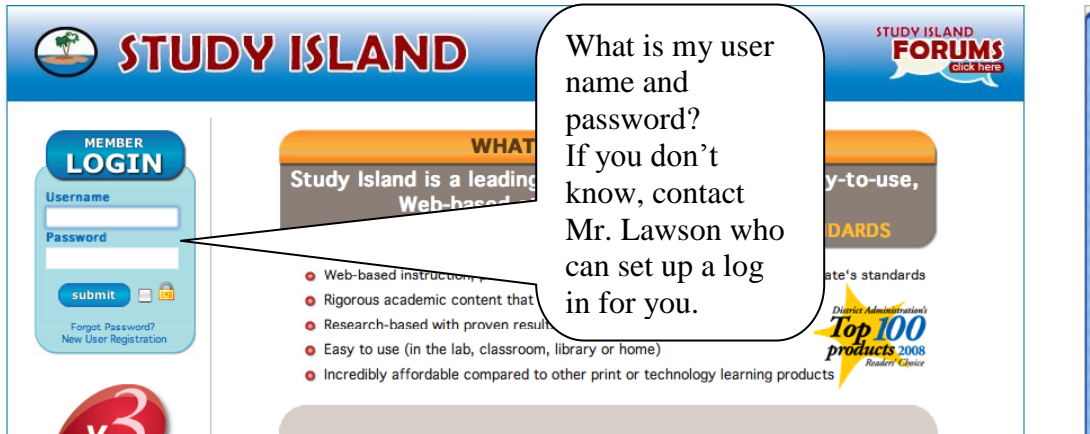 STUDY ISLAND
STUDY ISLAND
FORUMS
click here
What is my user
name and
password?
If you don't
know, contact
Mr. Lawson who
can set up a log
in for you.
MEMBER
LOGIN
Username
Password
submit
Forgot Password?
New User Registration
WHAT
Study Island is a leading y-to-use,
Web-based
DARDS
Web-based instruction, ate's standards
Rigorous academic content that
Research-based with proven result
Easy to use (in the lab, classroom, library or home)
Incredibly affordable compared to other print or technology learning products
District Administration's
Top 100
products 2008
Readers' Choice